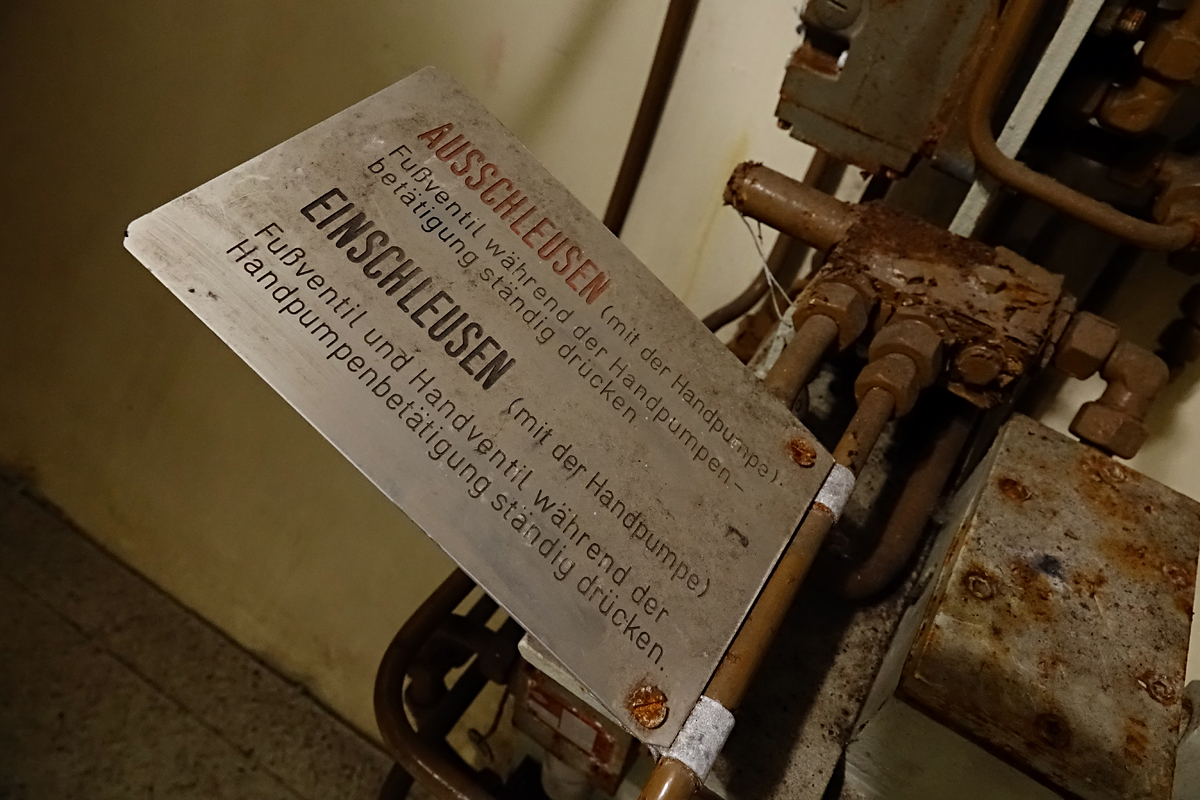 AUSSCHLEUSEN (mit der Handpumpe).
Fußventil während der Handpumpen-
betätigung ständig drücken.
EINSCHLEUSEN (mit der Handpumpe)
Fußventil und Handventil während der
Handpumpenbetätigung ständig drücken.